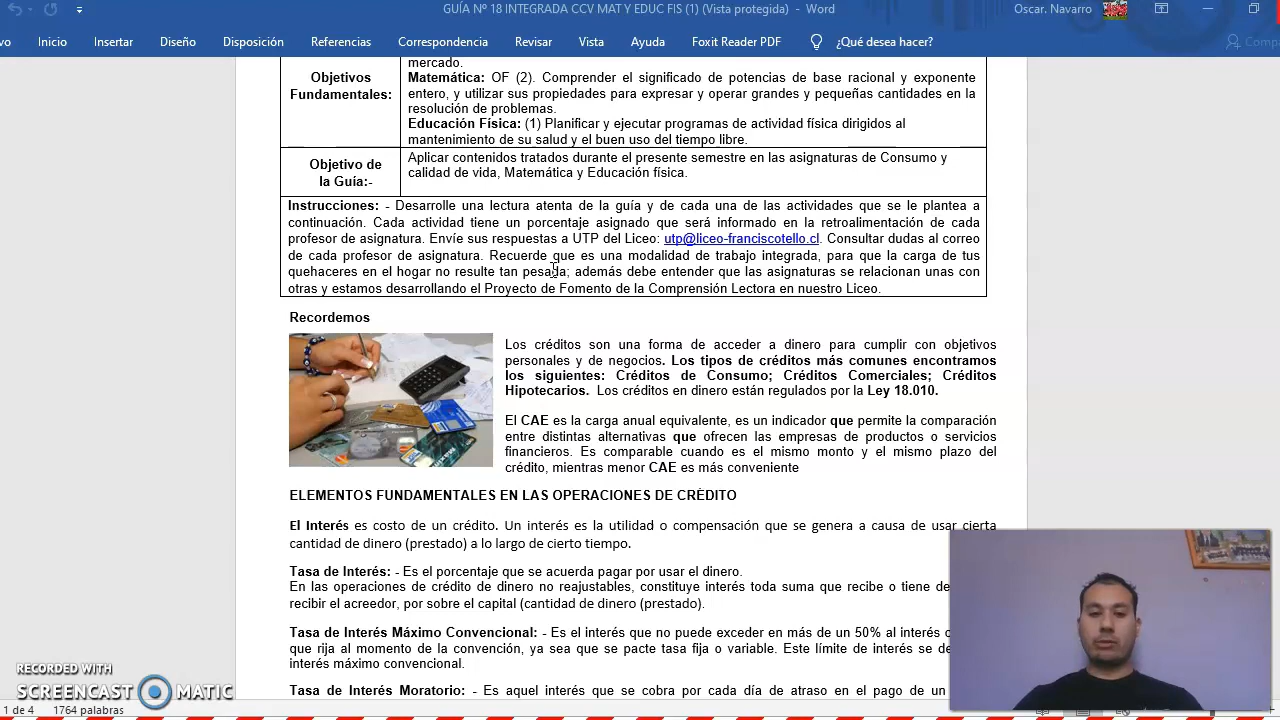 GUÍA Nº 18 INTEGRADA CCV MAT Y EDUC FIS (1) (Vista protegida) - Word
Oscar. Navarro
Inicio Insertar Diseño Disposición Referencias Correspondencia Revisar Vista Ayuda Foxit Reader PDF ¿Qué desea hacer?
mercado.
Objetivos Fundamentales:
Matemática: OF (2). Comprender el significado de potencias de base racional y exponente
entero, y utilizar sus propiedades para expresar y operar grandes y pequeñas cantidades en la
resolución de problemas.
Educación Física: (1) Planificar y ejecutar programas de actividad física dirigidos al
mantenimiento de su salud y el buen uso del tiempo libre.
Objetivo de
la Guía:-
Aplicar contenidos tratados durante el presente semestre en las asignaturas de Consumo y
calidad de vida, Matemática y Educación física.
Instrucciones: - Desarrolle una lectura atenta de la guía y de cada una de las actividades que se le plantea a
continuación. Cada actividad tiene un porcentaje asignado que será informado en la retroalimentación de cada
profesor de asignatura. Envíe sus respuestas a UTP del Liceo: utp@liceo-franciscotello.cl. Consultar dudas al correo
de cada profesor de asignatura. Recuerde que es una modalidad de trabajo integrada, para que la carga de tus
quehaceres en el hogar no resulte tan pesada; además debe entender que las asignaturas se relacionan unas con
otras y estamos desarrollando el Proyecto de Fomento de la Comprensión Lectora en nuestro Liceo.
Recordemos
Los créditos son una forma de acceder a dinero para cumplir con objetivos
personales y de negocios. Los tipos de créditos más comunes encontramos
los siguientes: Créditos de Consumo; Créditos Comerciales; Créditos
Hipotecarios. Los créditos en dinero están regulados por la Ley 18.010.
El CAE es la carga anual equivalente, es un indicador que permite la comparación
entre distintas alternativas que ofrecen las empresas de productos o servicios
financieros. Es comparable cuando es el mismo monto y el mismo plazo del
crédito, mientras menor CAE es más conveniente
ELEMENTOS FUNDAMENTALES EN LAS OPERACIONES DE CRÉDITO
El Interés es costo de un crédito. Un interés es la utilidad o compensación que se genera a causa de usar cierta
cantidad de dinero (prestado) a lo largo de cierto tiempo.
Tasa de Interés: - Es el porcentaje que se acuerda pagar por usar el dinero.
En las operaciones de crédito de dinero no reajustables, constituye interés toda suma que recibe o tiene de
recibir el acreedor, por sobre el capital (cantidad de dinero (prestado).
Tasa de Interés Máximo Convencional: - Es el interés que no puede exceder en más de un 50% al interés
que rija al momento de la convención, ya sea que se pacte tasa fija o variable. Este límite de interés se de
interés máximo convencional.
Tasa de Interés Moratorio: - Es aquel interés que se cobra por cada día de atraso en el pago de un
RECORDED WITH
SCREENCAST MATIC
1 de 4 1764 palabras